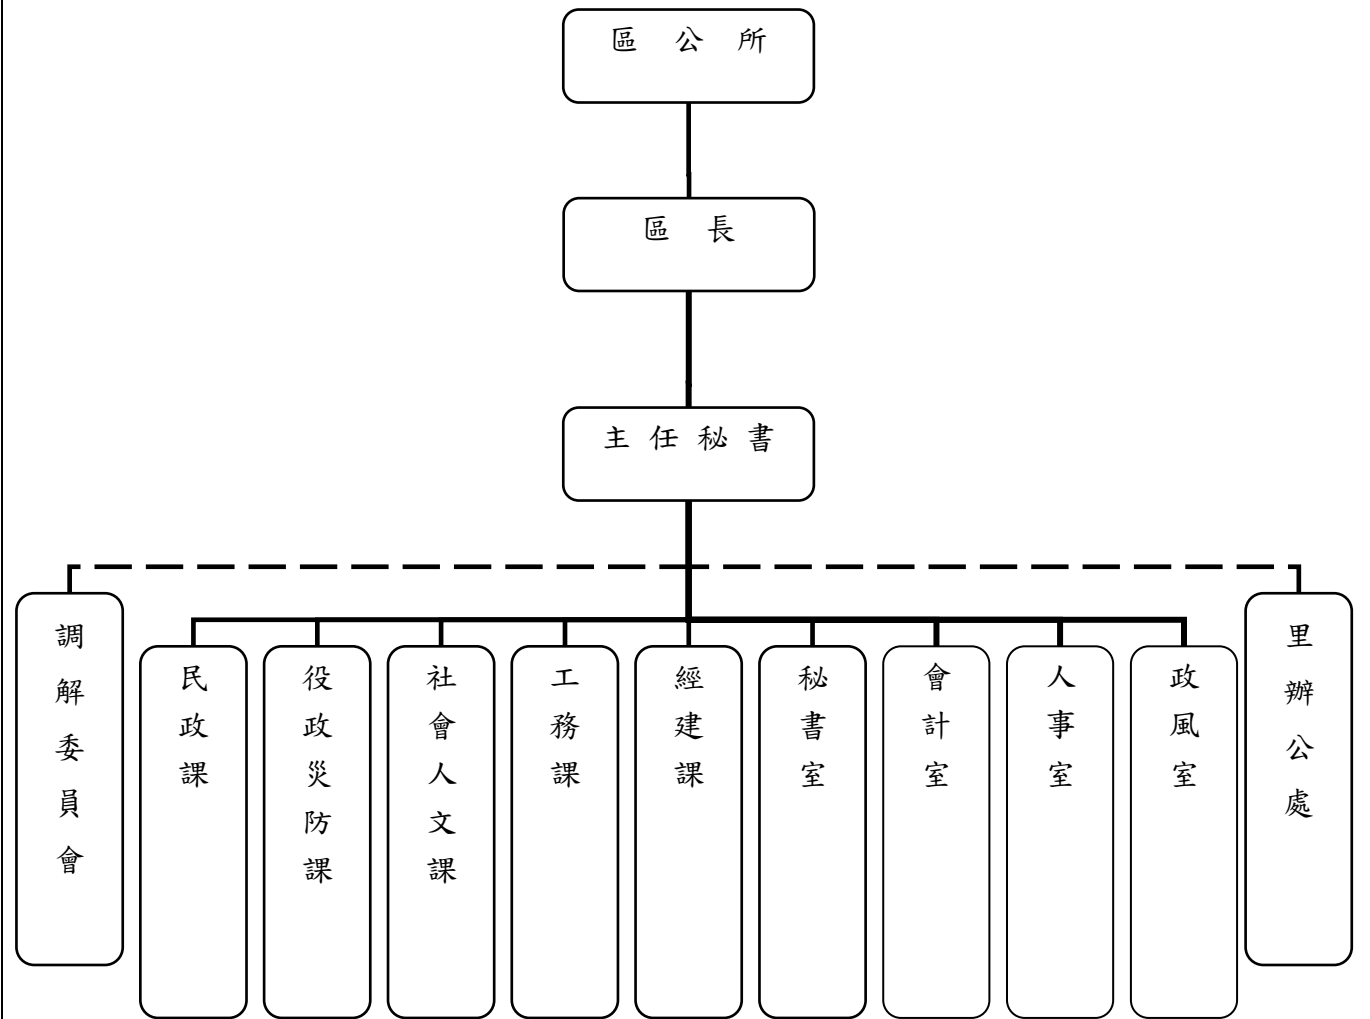 區公所
區長
主任秘書
調解委員會
民政課
役政災防課
社會人文課
工務課
經建課
秘書室
會計室
人事室
政風室
里辦公處